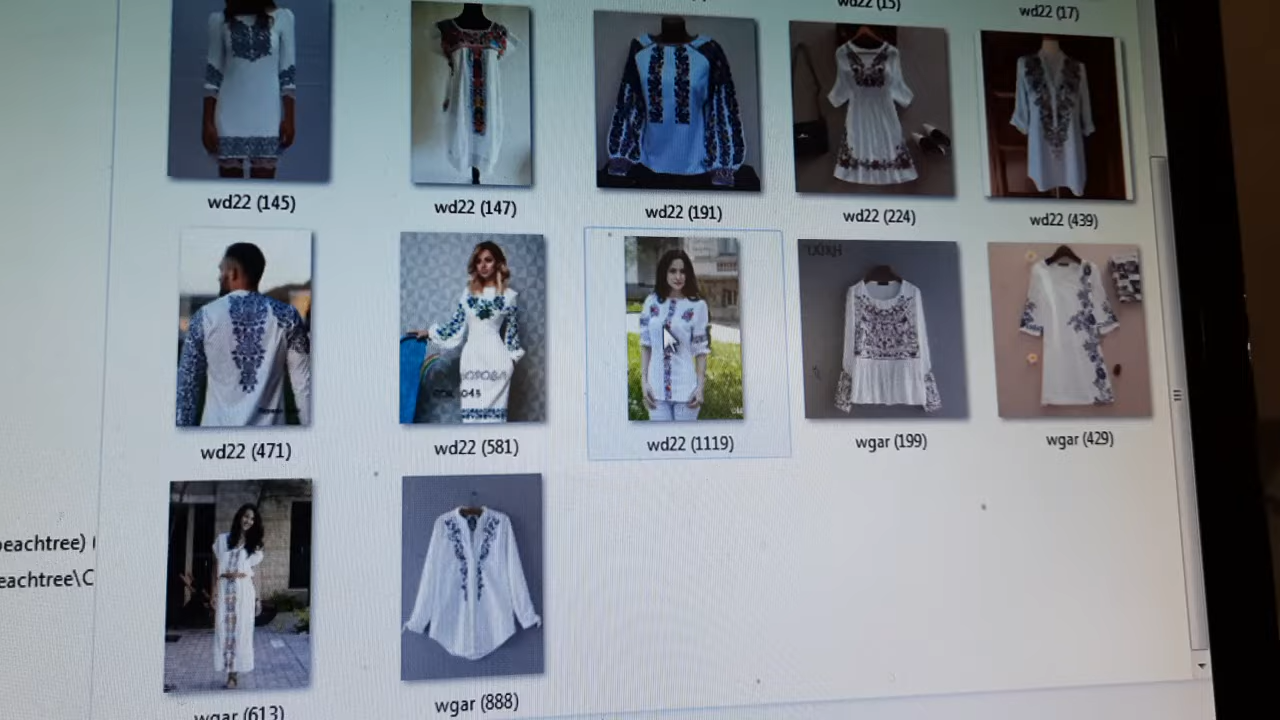 wd22 (15)
wd22 (17)
wd22 (145)
wd22 (147)
wd22 (191)
wd22 (224)
wd22 (439)
wd22 (471)
wd22 (581)
wd22 (1119)
wgar (199)
wgar (429)
peachtree) (
eachtree\C
wgar (613)
wgar (888)